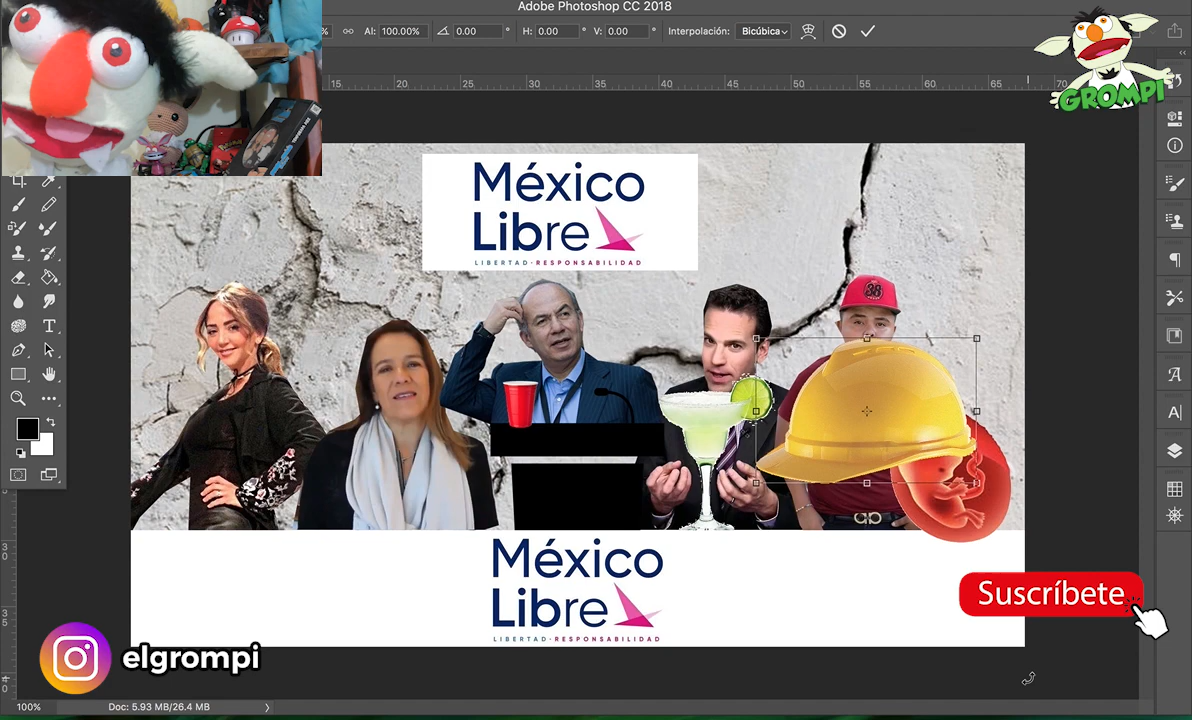 Adobe Photoshop CC 2018
% Al: 100.00% 0.00 ° H: 0.00 ° V: 0.00 ° Interpolación: Bicúbica
15 20 25 30 35 40 45 50 55 60 65 70
GROMPI
México
Libre
LIBERTAD·RESPONSABILIDAD
38
México
Libre
LIBERTAD·RESPONSABILIDAD
Suscríbete
elgrompi
100% Doc: 5.93 MB/26.4 MB